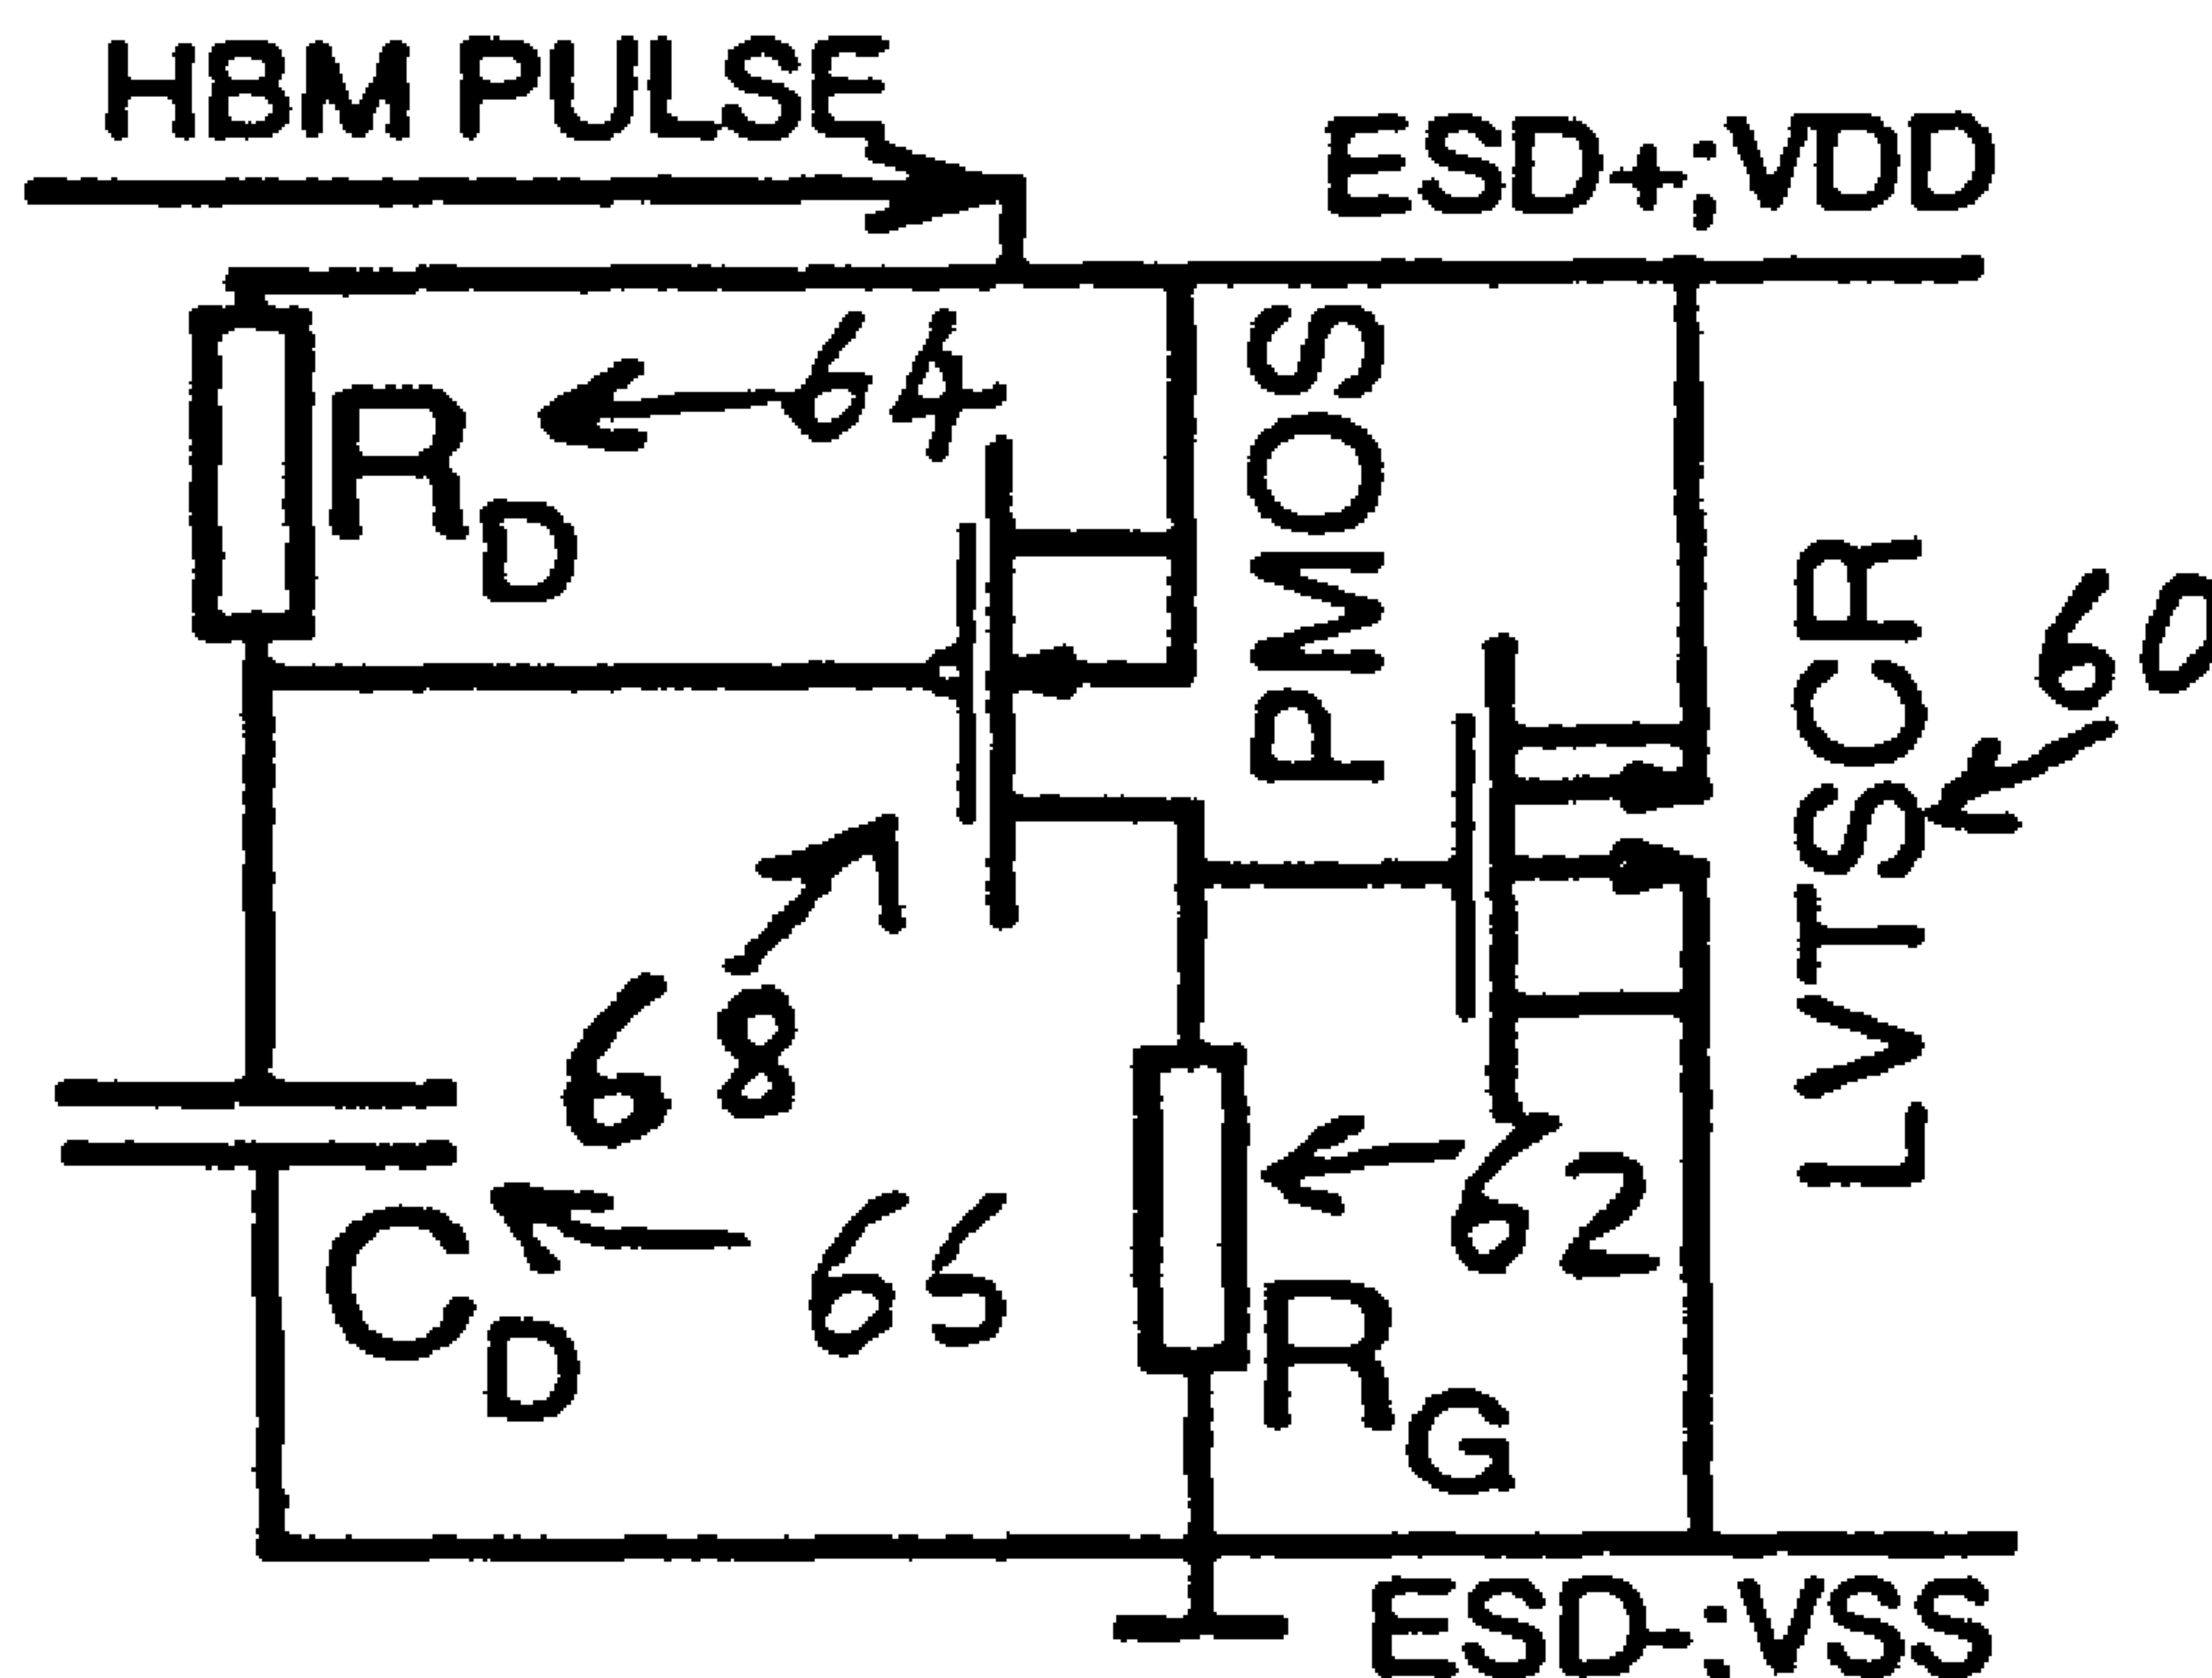 HBM PULSE
ESD+;VDD
64
RD
PMOS
60
LVTSCR
68
65
CD
62
RG
ESD-;VSS